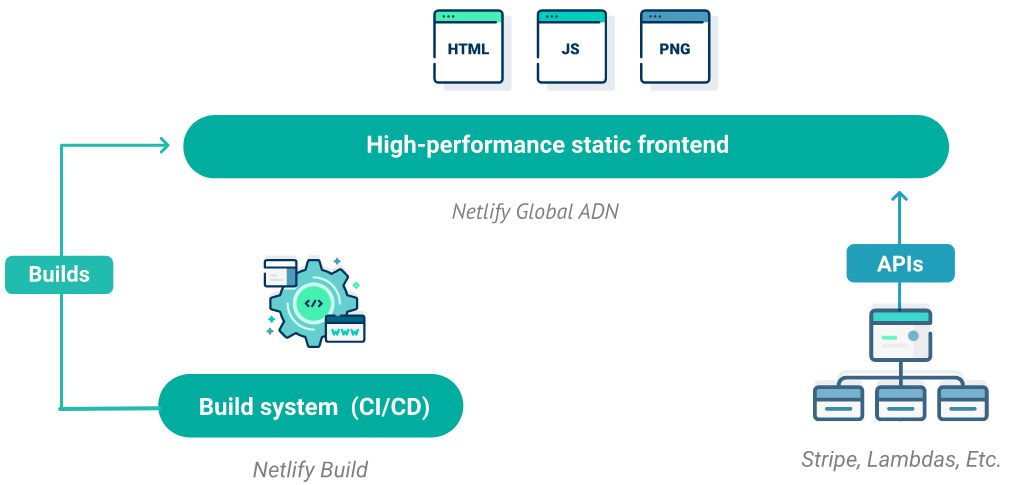 HTML
JS
PNG
High-performance static frontend
Netlify Global ADN
Builds
APIs
</>
WWW
Build system (CI/CD)
Netlify Build
Stripe, Lambdas, Etc.